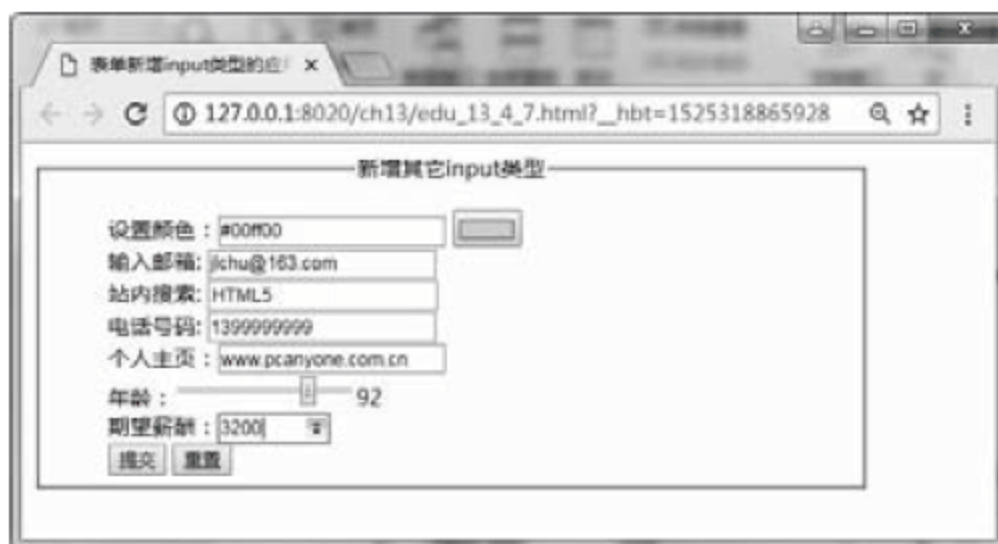 表单新增input类型的应
127.0.0.1:8020/ch13/edu_13_4_7.html?__hbt=1525318865928
新增其它input类型
设置颜色：#00ff00
输入邮箱: jlchu@163.com
站内搜索: HTML5
电话号码: 1399999999
个人主页：www.pcanyone.com.cn
年龄：92
期望薪酬：3200
提交 重置